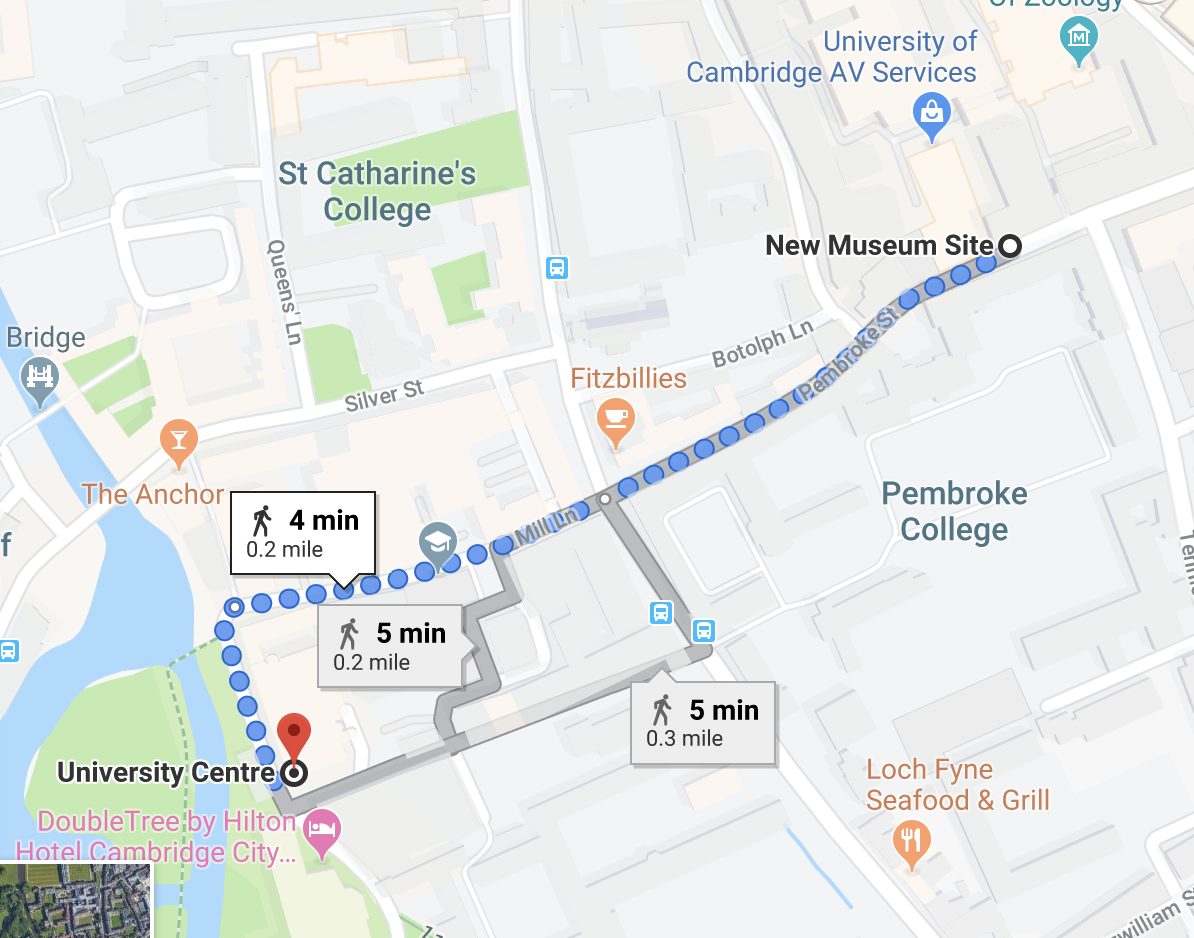 Of Zoology
University of
Cambridge AV Services
St Catharine's
College
Queens' Ln
New Museum Site
Bridge
Botolph Ln
Pembroke St
Fitzbillies
Silver St
The Anchor
Pembroke
College
4 min
0.2 mile
Mill Ln
f
5 min
0.2 mile
5 min
0.3 mile
University Centre
Loch Fyne
Seafood & Grill
DoubleTree by Hilton
Hotel Cambridge City...